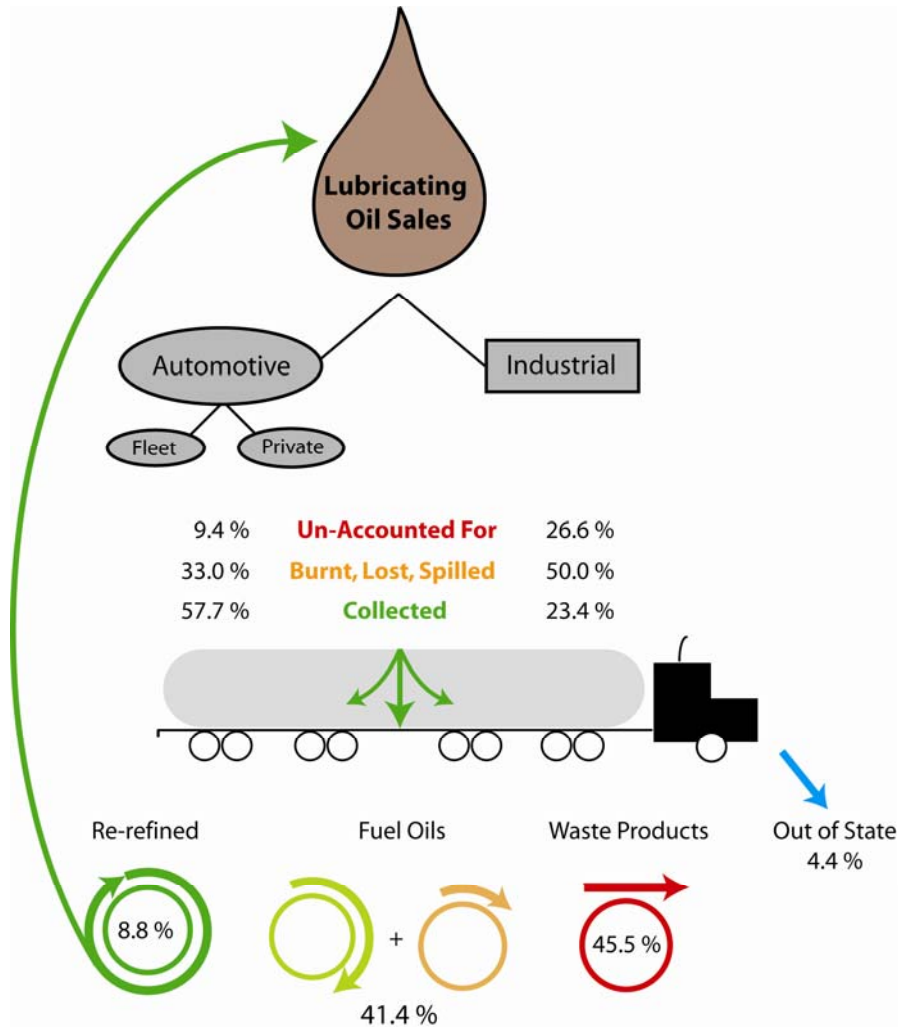 Lubricating
Oil Sales
Automotive
Industrial
Fleet
Private
9.4 % Un-Accounted For 26.6 %
33.0 % Burnt, Lost, Spilled 50.0 %
57.7 % Collected 23.4 %
Re-refined Fuel Oils Waste Products Out of State
4.4 %
8.8 % + 45.5 %
41.4 %